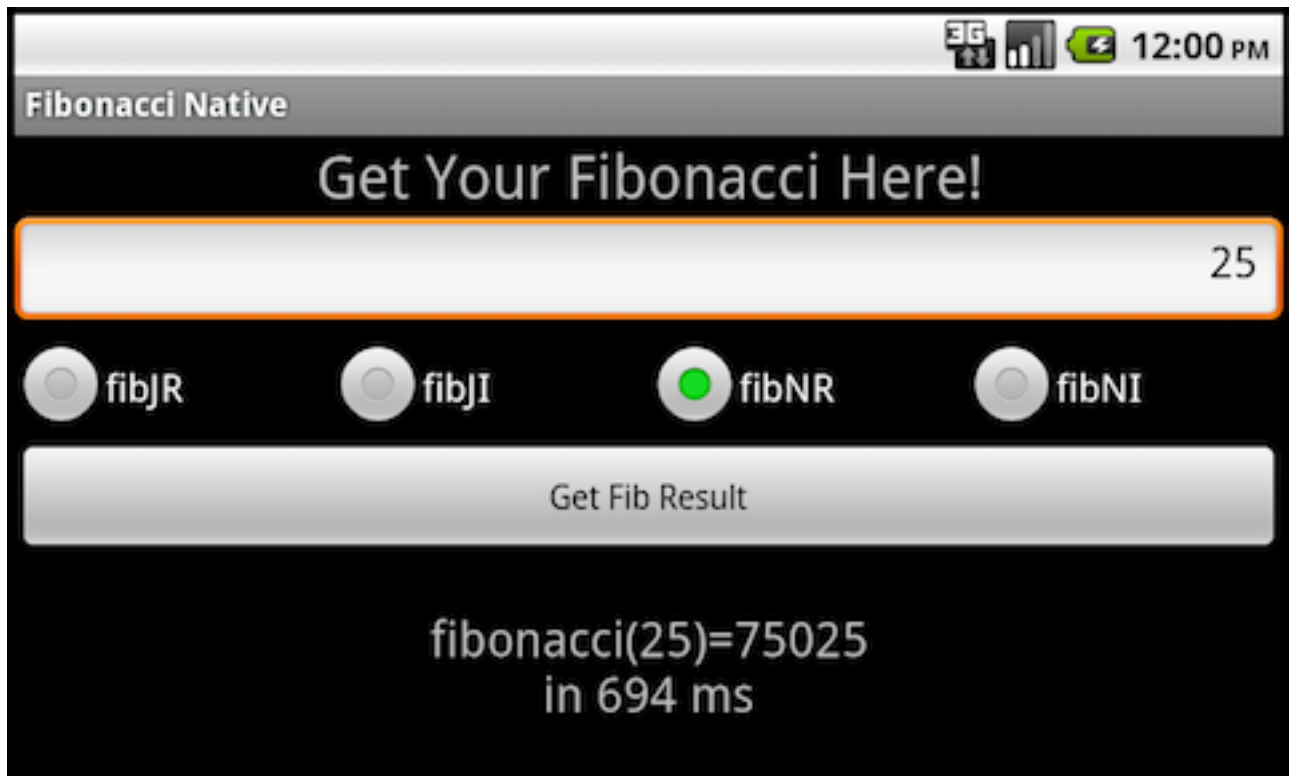 3G 12:00 PM
Fibonacci Native
Get Your Fibonacci Here!
25
fibJR fibJI fibNR fibNI
Get Fib Result
fibonacci(25)=75025
in 694 ms